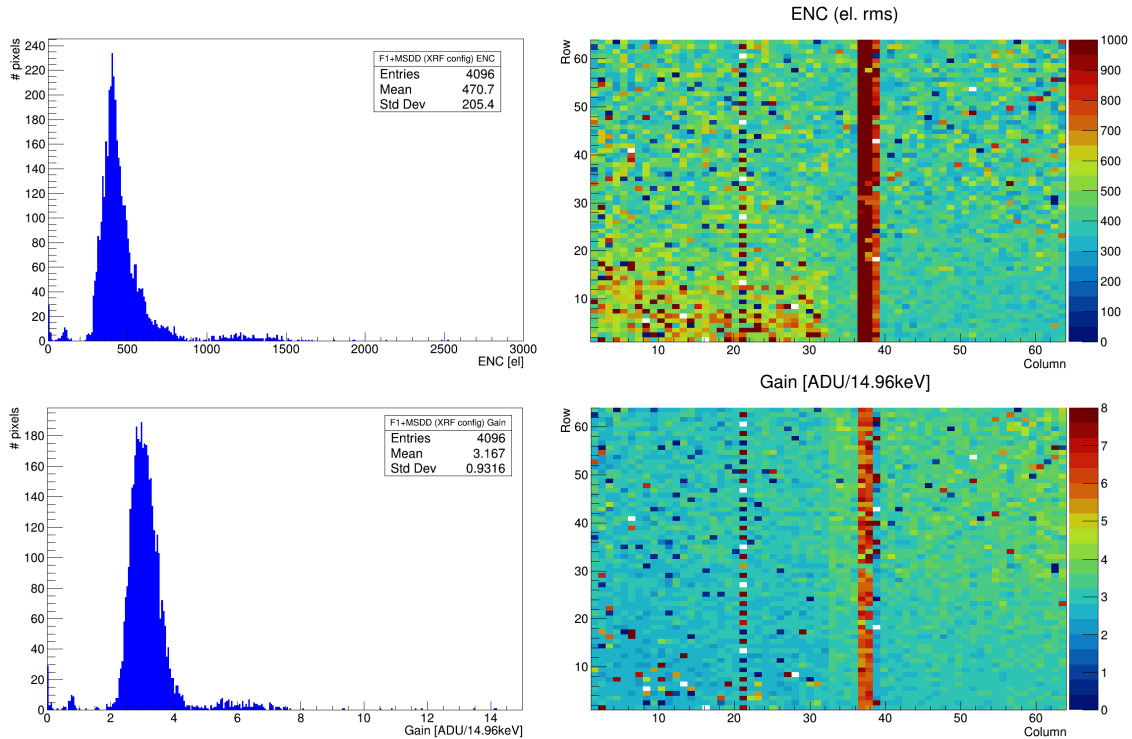 ENC (el. rms)
# pixels
240
220
200
180
160
140
120
100
80
60
40
20
0
F1+MSDD (XRF config) ENC
Entries 4096
Mean 470.7
Std Dev 205.4
0 500 1000 1500 2000 2500 3000
ENC [el]
Row
60
50
40
30
20
10
10 20 30 40 50 60
Column
1000
900
800
700
600
500
400
300
200
100
0
Gain [ADU/14.96keV]
# pixels
180
160
140
120
100
80
60
40
20
0
F1+MSDD (XRF config) Gain
Entries 4096
Mean 3.167
Std Dev 0.9316
0 2 4 6 8 10 12 14
Gain [ADU/14.96keV]
Row
60
50
40
30
20
10
10 20 30 40 50 60
Column
8
7
6
5
4
3
2
1
0